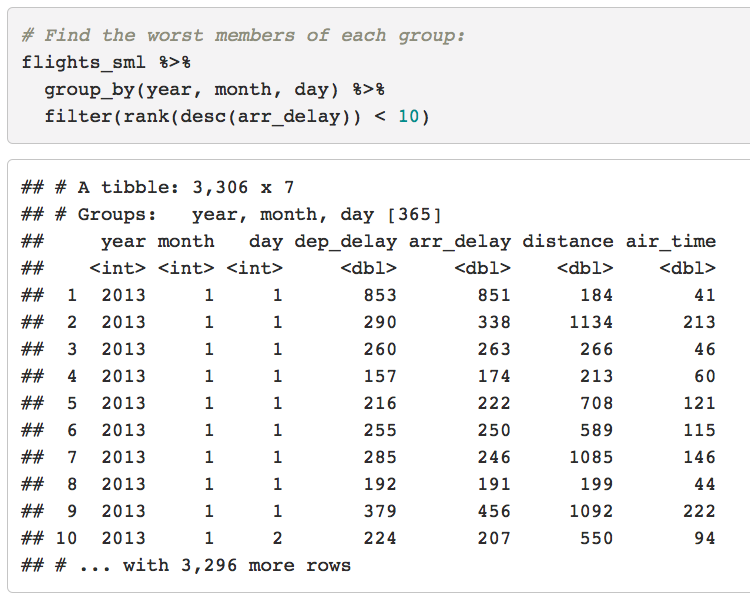 # Find the worst members of each group:
flights_sml %>%
  group_by(year, month, day) %>%
  filter(rank(desc(arr_delay)) < 10)
## # A tibble: 3,306 x 7
## # Groups:   year, month, day [365]
##     year month   day dep_delay arr_delay distance air_time
##    <int> <int> <int>     <dbl>     <dbl>    <dbl>    <dbl>
##  1  2013     1     1       853       851      184       41
##  2  2013     1     1       290       338     1134      213
##  3  2013     1     1       260       263      266       46
##  4  2013     1     1       157       174      213       60
##  5  2013     1     1       216       222      708      121
##  6  2013     1     1       255       250      589      115
##  7  2013     1     1       285       246     1085      146
##  8  2013     1     1       192       191      199       44
##  9  2013     1     1       379       456     1092      222
## 10  2013     1     2       224       207      550       94
## # ... with 3,296 more rows